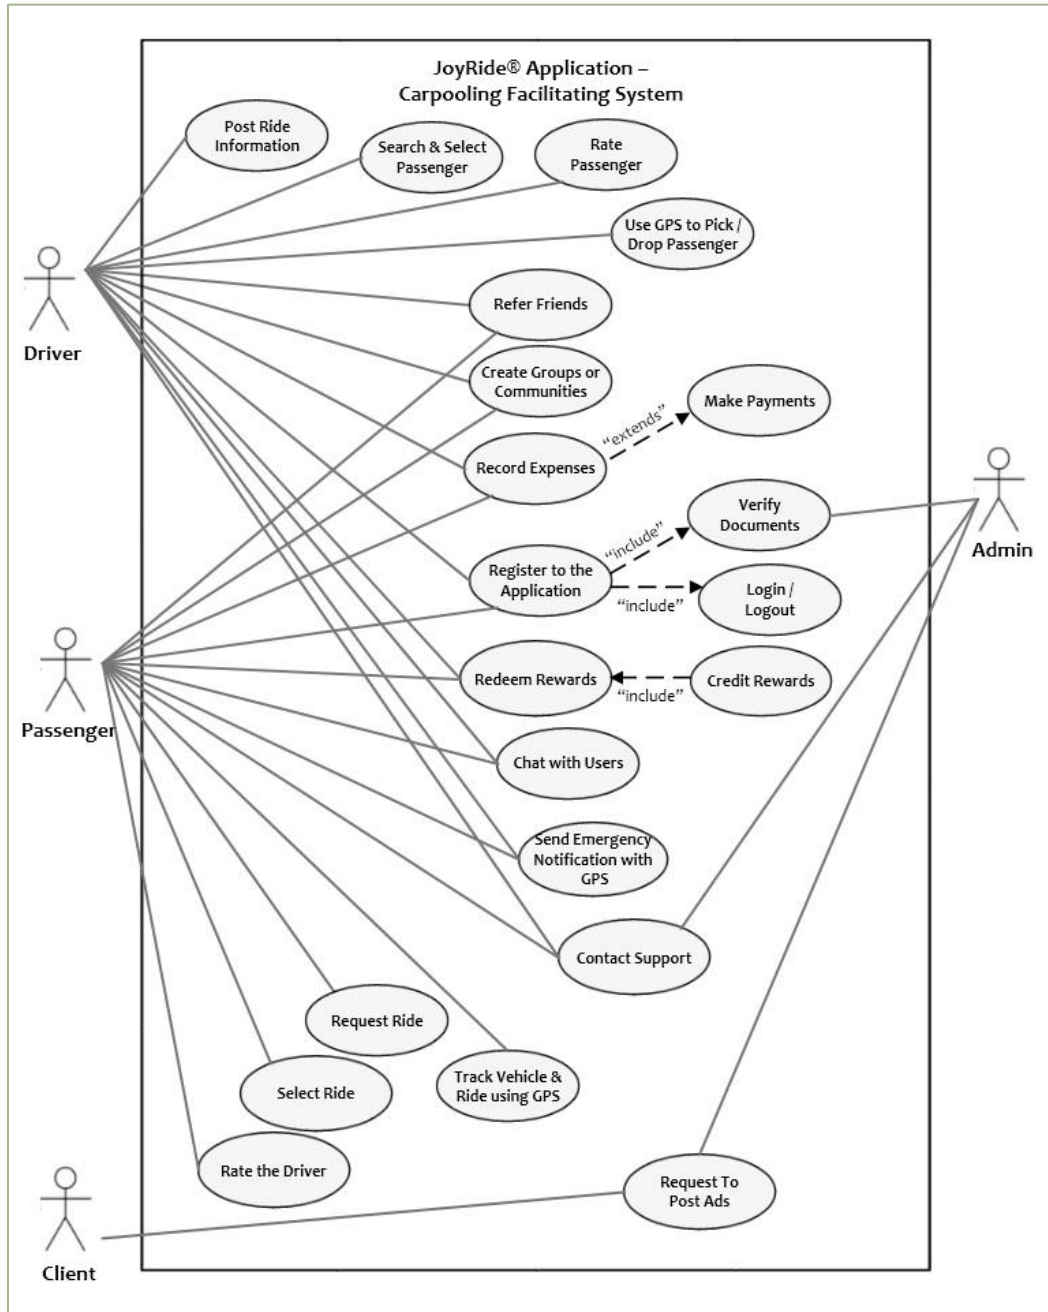 JoyRide® Application –
Carpooling Facilitating System
Post Ride
Information
Search & Select
Passenger
Rate
Passenger
Use GPS to Pick /
Drop Passenger
Driver
Refer Friends
Create Groups or
Communities
Make Payments
"extends"
Record Expenses
Verify
Documents
"include"
Admin
Register to the
Application
Login /
Logout
"include"
Passenger
Redeem Rewards
"include"
Credit Rewards
Chat with Users
Send Emergency
Notification with
GPS
Contact Support
Request Ride
Select Ride
Track Vehicle &
Ride using GPS
Rate the Driver
Request To
Post Ads
Client